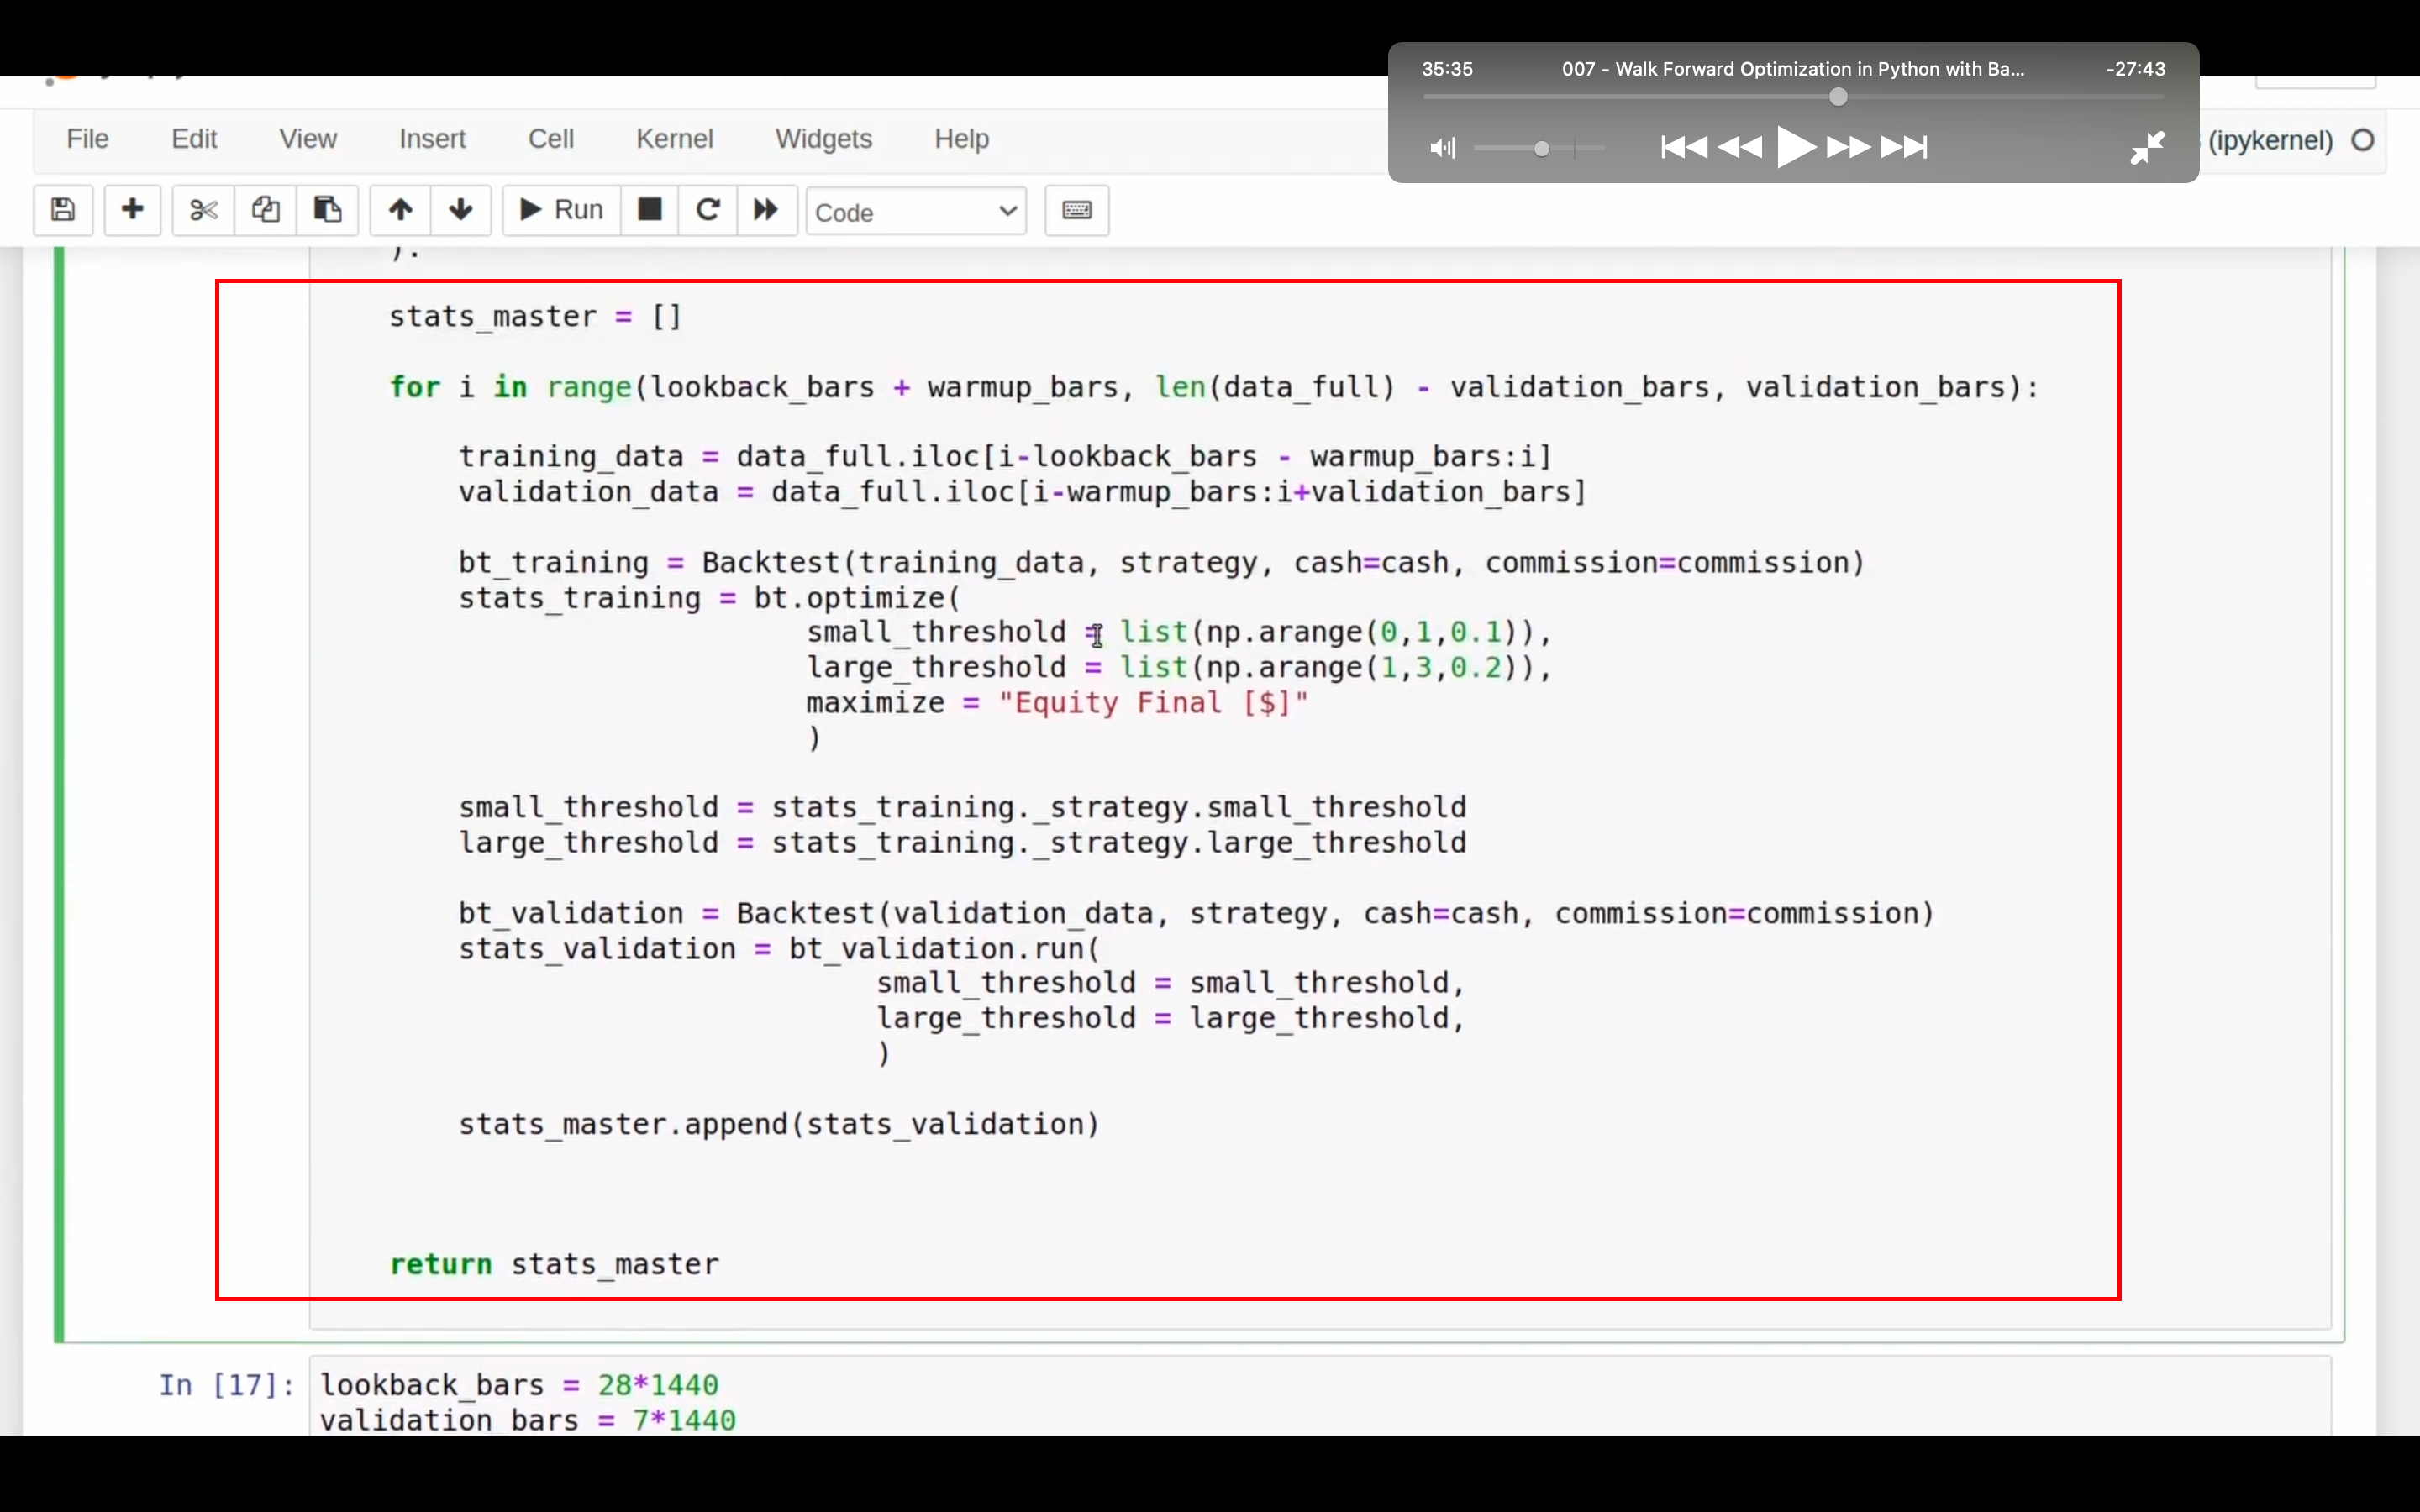 35:35 007 - Walk Forward Optimization in Python with Ba... -27:43
File Edit View Insert Cell Kernel Widgets Help (ipykernel)
Run Code
):
stats_master = []
for i in range(lookback_bars + warmup_bars, len(data_full) - validation_bars, validation_bars):
training_data = data_full.iloc[i-lookback_bars - warmup_bars:i]
validation_data = data_full.iloc[i-warmup_bars:i+validation_bars]
bt_training = Backtest(training_data, strategy, cash=cash, commission=commission)
stats_training = bt.optimize(
small_threshold = list(np.arange(0,1,0.1)),
large_threshold = list(np.arange(1,3,0.2)),
maximize = "Equity Final [$]"
)
small_threshold = stats_training._strategy.small_threshold
large_threshold = stats_training._strategy.large_threshold
bt_validation = Backtest(validation_data, strategy, cash=cash, commission=commission)
stats_validation = bt_validation.run(
small_threshold = small_threshold,
large_threshold = large_threshold,
)
stats_master.append(stats_validation)
return stats_master
In [17]: lookback_bars = 28*1440
validation_bars = 7*1440